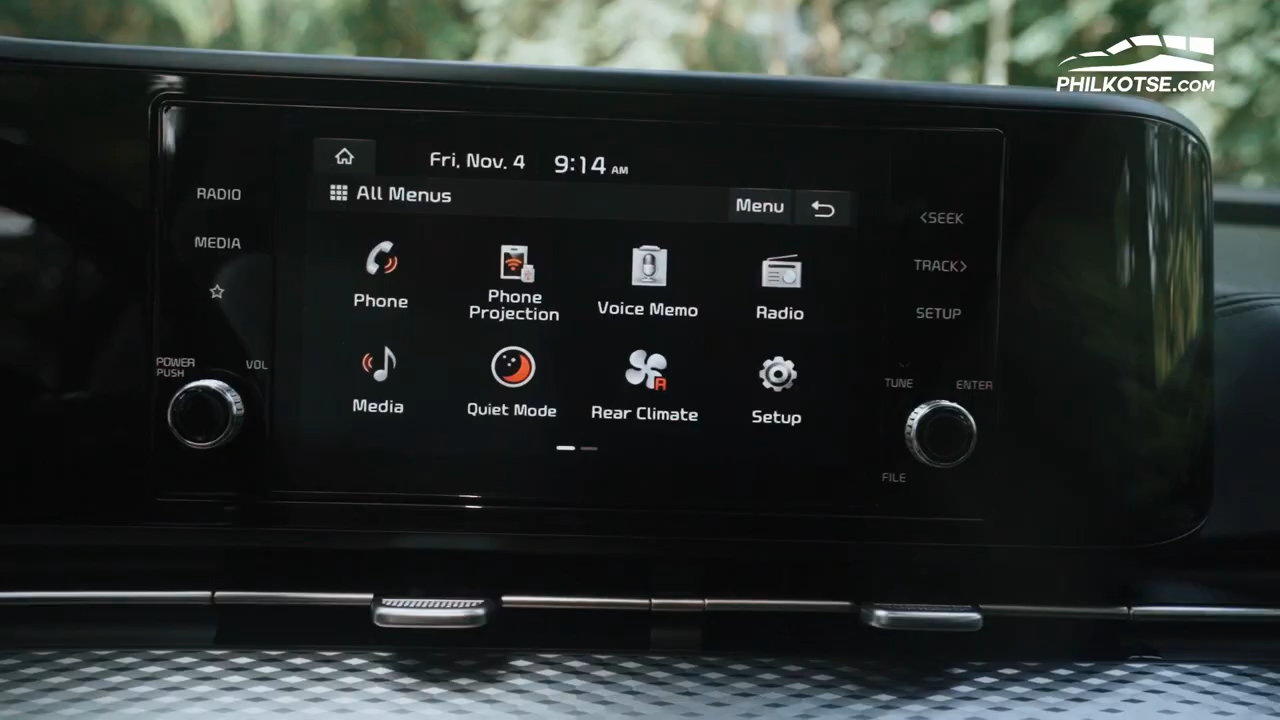 PHILKOTSE.COM
Fri, Nov. 4 9:14 AM
All Menus
Menu
RADIO
MEDIA
POWER PUSH
VOL
Phone
Phone Projection
Voice Memo
Radio
Media
Quiet Mode
Rear Climate
R
Setup
<SEEK
TRACK>
SETUP
TUNE
ENTER
FILE